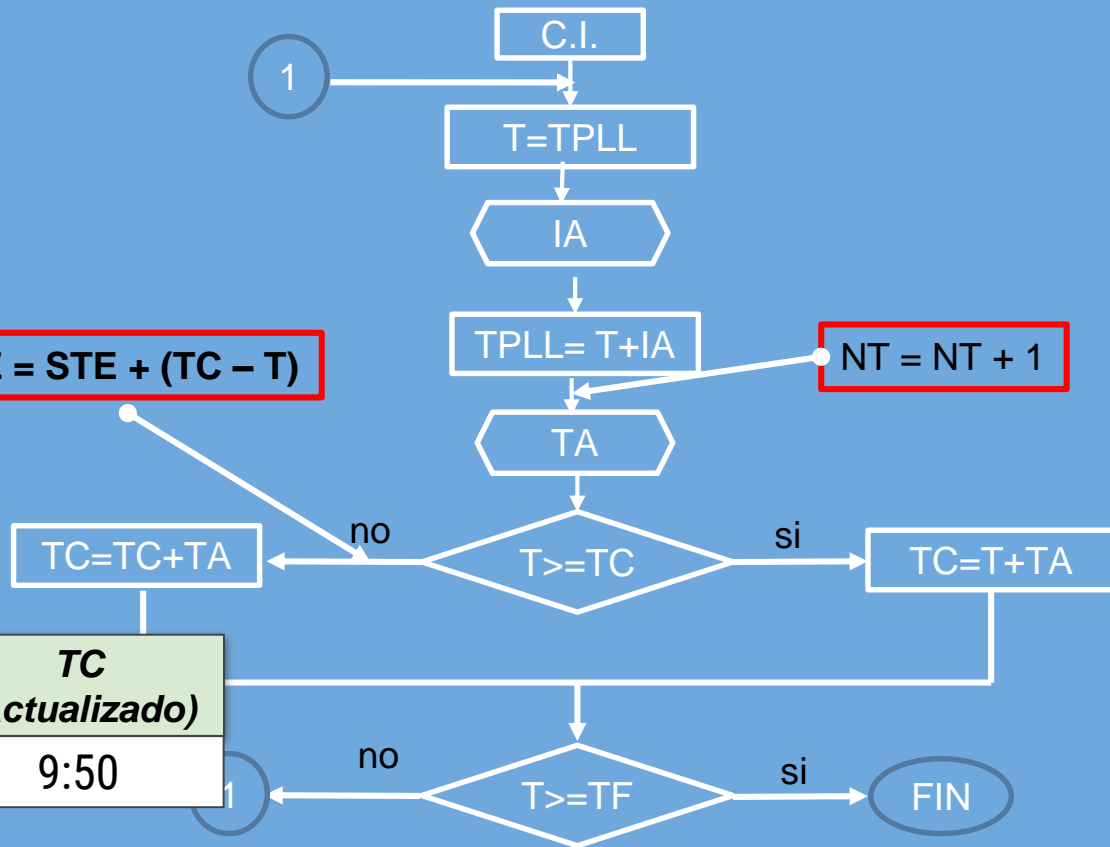 C.I.
1
T=TPLL
IA
TPLL= T+IA
= STE + (TC – T)
NT = NT + 1
TA
no
si
TC=TC+TA
T>=TC
TC=T+TA
TC
ctualizado)
9:50
no
si
1
T>=TF
FIN